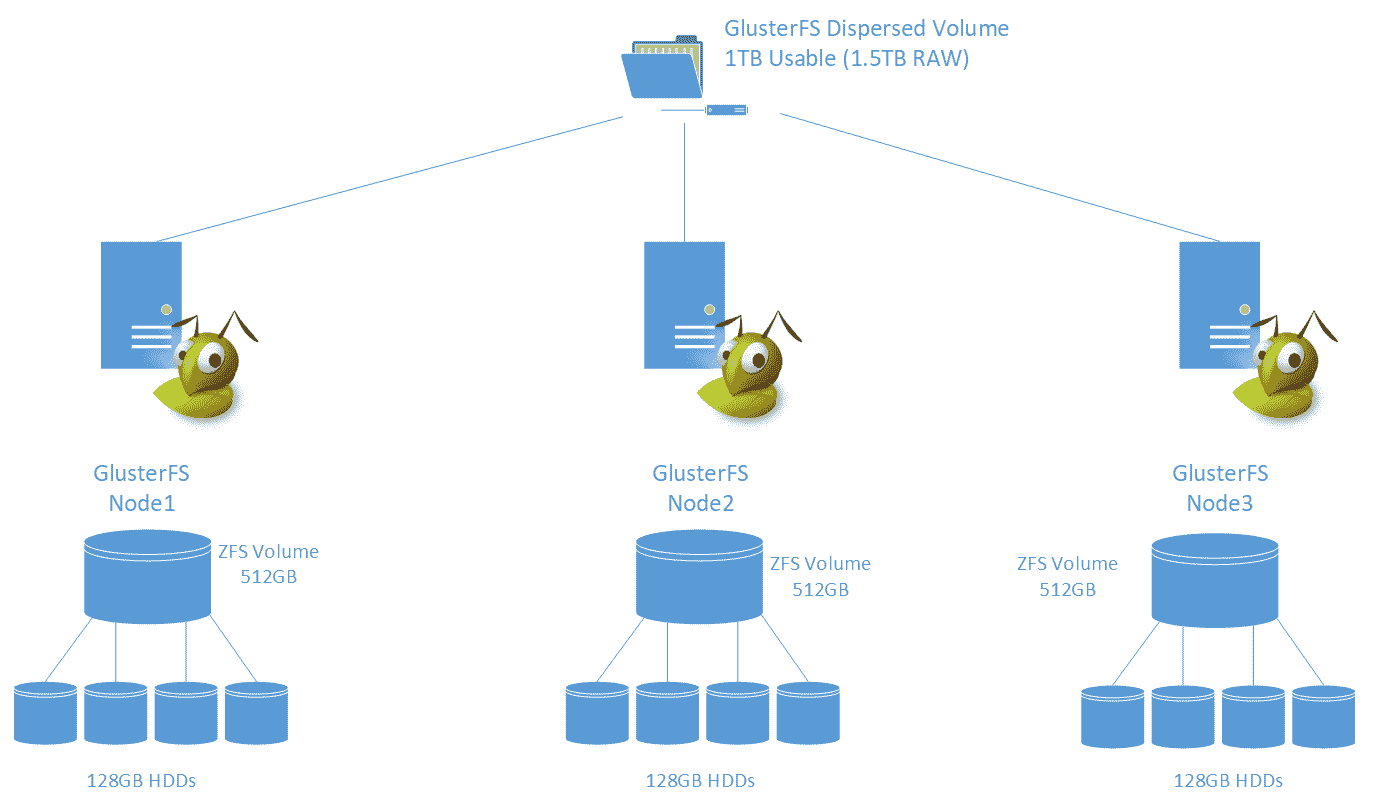 GlusterFS Dispersed Volume
1TB Usable (1.5TB RAW)
GlusterFS
Node1
GlusterFS
Node2
GlusterFS
Node3
ZFS Volume
512GB
ZFS Volume
512GB
ZFS Volume
512GB
128GB HDDs
128GB HDDs
128GB HDDs